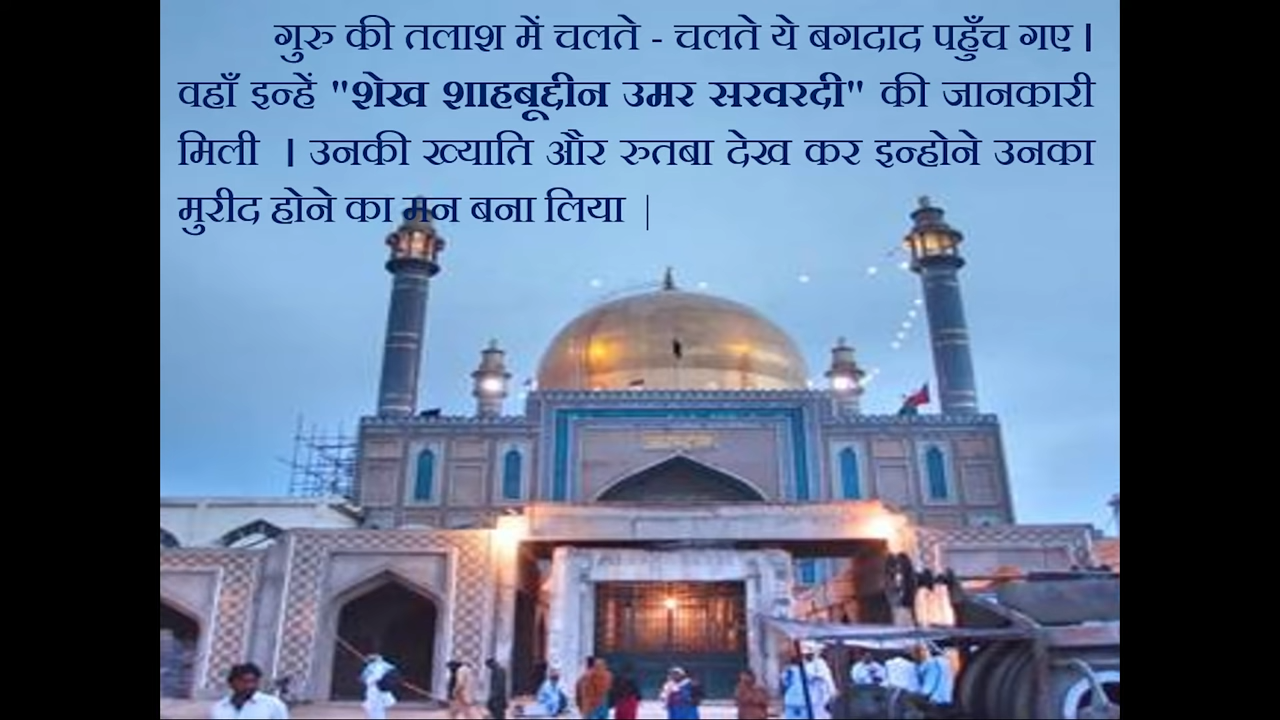 गुरु की तलाश में चलते - चलते ये बगदाद पहुँच गए ।
वहाँ इन्हें "शेख शाहबूद्दीन उमर सरवरदी" की जानकारी
मिली । उनकी ख्याति और रुतबा देख कर इन्होने उनका
मुरीद होने का मन बना लिया |